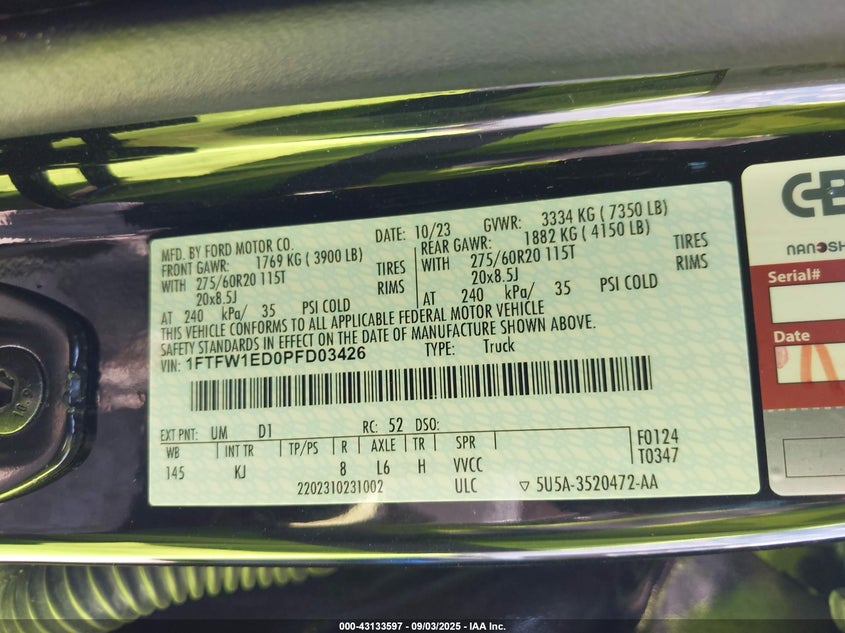 MFD. BY FORD MOTOR CO.
DATE: 10/23
GVWR: 3334 KG ( 7350 LB)
FRONT GAWR: 1769 KG ( 3900 LB)
REAR GAWR: 1882 KG ( 4150 LB)
WITH 275/60R20 115T TIRES
WITH 275/60R20 115T TIRES
20x8.5J RIMS
20x8.5J RIMS
AT 240 kPa/ 35 PSI COLD
AT 240 kPa/ 35 PSI COLD
THIS VEHICLE CONFORMS TO ALL APPLICABLE FEDERAL MOTOR VEHICLE
SAFETY STANDARDS IN EFFECT ON THE DATE OF MANUFACTURE SHOWN ABOVE.
VIN: 1FTFW1ED0PFD03426
TYPE: Truck
EXT PNT: UM D1 RC: 52 DSO:
WB INT TR TP/PS R AXLE TR SPR
F0124
145 KJ 8 L6 H VVCC
T0347
2202310231002 ULC ▽ 5U5A-3520472-AA
NANOSH
Serial#
Date
000-43133597 - 09/03/2025 - IAA Inc.